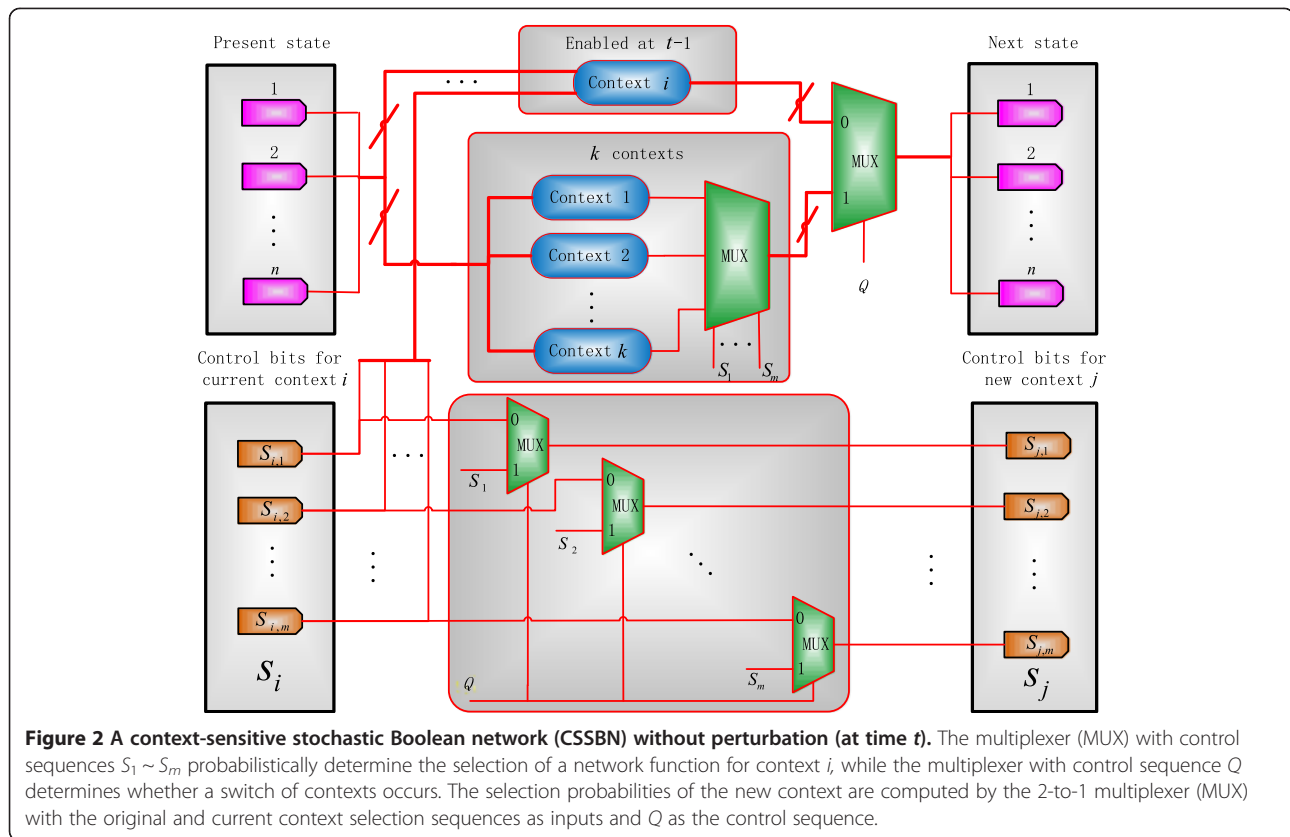 Present state
1
2
n
Enabled at t-1
Context i
k contexts
Context 1
Context 2
Context k
MUX
S1
Sm
0
MUX
1
Q
Next state
1
2
n
Control bits for
current context i
Si,1
Si,2
Si,m
Si
0
MUX
1
S1
0
MUX
1
S2
0
MUX
1
Sm
Q
Control bits for
new context j
Sj,1
Sj,2
Sj,m
Sj
Figure 2 A context-sensitive stochastic Boolean network (CSSBN) without perturbation (at time t). The multiplexer (MUX) with control
sequences S1 ~ Sm probabilistically determine the selection of a network function for context i, while the multiplexer with control sequence Q
determines whether a switch of contexts occurs. The selection probabilities of the new context are computed by the 2-to-1 multiplexer (MUX)
with the original and current context selection sequences as inputs and Q as the control sequence.